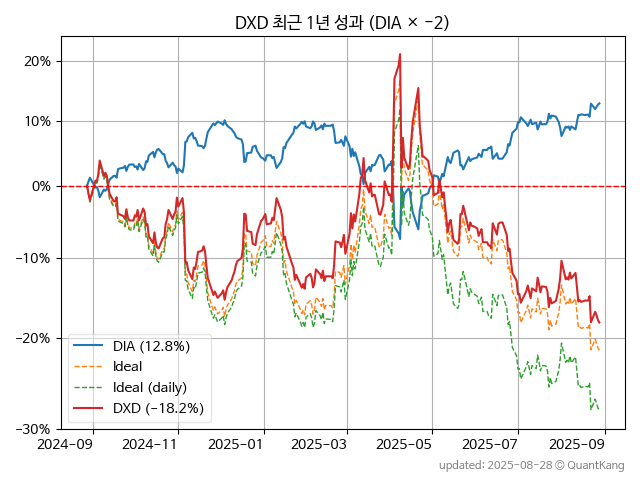 DXD 최근 1년 성과 (DIA × −2)
20%
10%
0%
−10%
−20%
−30%
DIA (12.8%)
Ideal
Ideal (daily)
DXD (−18.2%)
2024-09
2024-11
2025-01
2025-03
2025-05
2025-07
2025-09
updated: 2025-08-28 © QuantKang